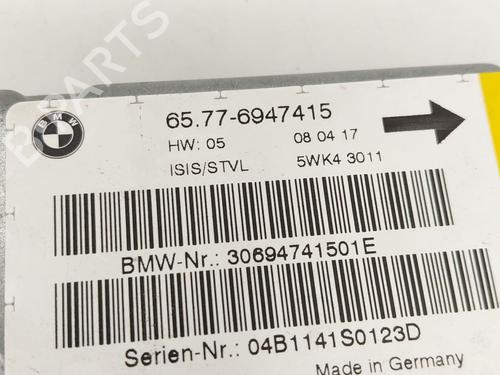 B-PARTS
BMW
65.77-6947415
HW: 05 08 04 17
ISIS/STVL 5WK4 3011
BMW-Nr.: 30694741501E
Serien-Nr.: 04B1141S0123D
Made in Germany